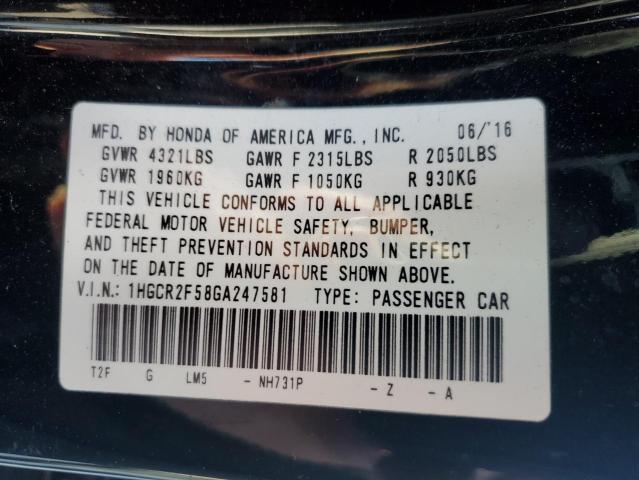 MFD. BY HONDA OF AMERICA MFG., INC. 06/'16
GVWR 4321LBS GAWR F 2315LBS R 2050LBS
GVWR 1960KG GAWR F 1050KG R 930KG
THIS VEHICLE CONFORMS TO ALL APPLICABLE
FEDERAL MOTOR VEHICLE SAFETY, BUMPER,
AND THEFT PREVENTION STANDARDS IN EFFECT
ON THE DATE OF MANUFACTURE SHOWN ABOVE.
V.I.N.: 1HGCR2F58GA247581 TYPE: PASSENGER CAR
T2F G LM5 - NH731P - Z - A